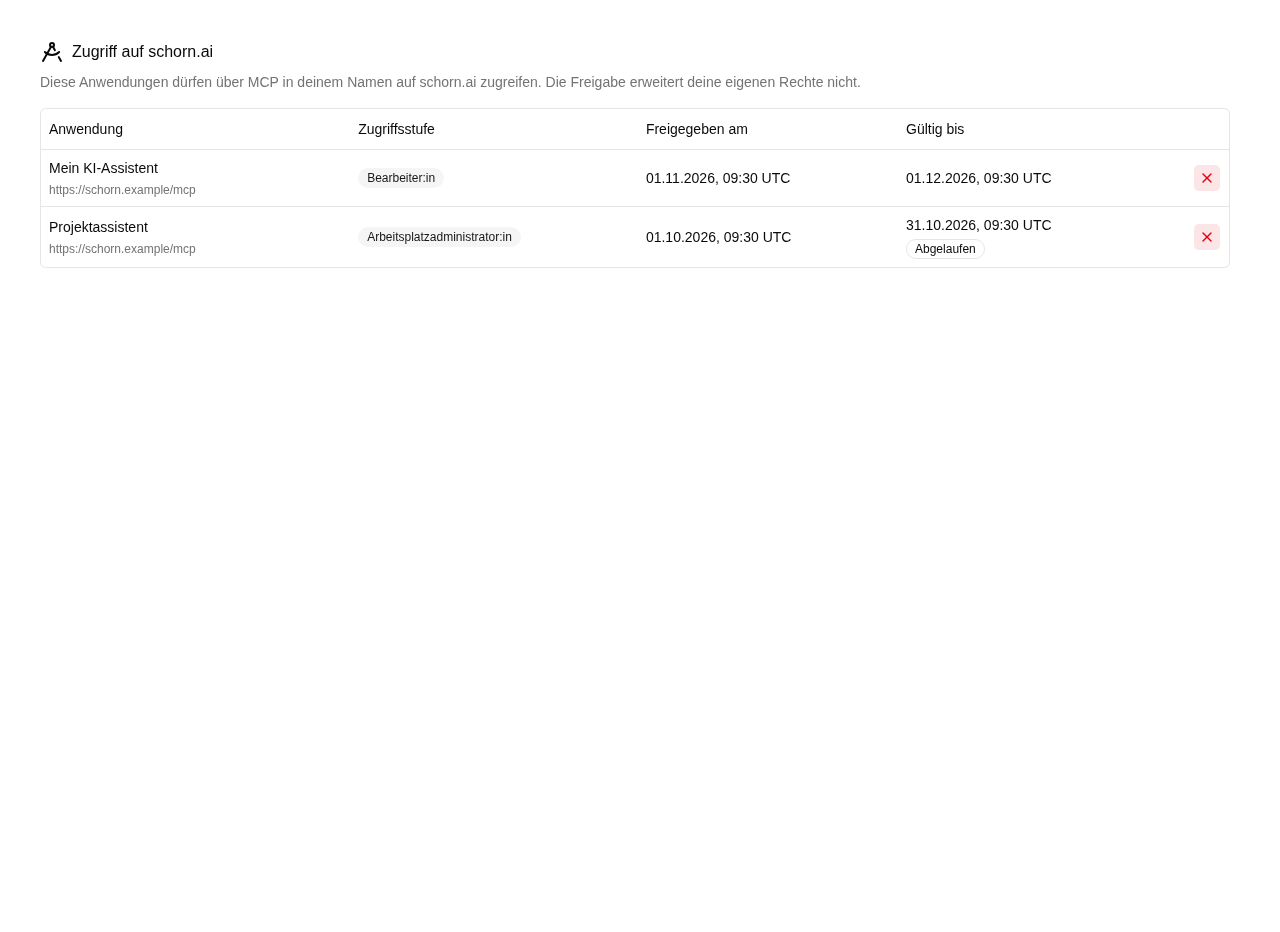 Zugriff auf schorn.ai
Diese Anwendungen dürfen über MCP in deinem Namen auf schorn.ai zugreifen. Die Freigabe erweitert deine eigenen Rechte nicht.
Anwendung Zugriffsstufe Freigegeben am Gültig bis
Mein KI-Assistent
https://schorn.example/mcp
Bearbeiter:in 01.11.2026, 09:30 UTC 01.12.2026, 09:30 UTC
Projektassistent
https://schorn.example/mcp
Arbeitsplatzadministrator:in 01.10.2026, 09:30 UTC 31.10.2026, 09:30 UTC
Abgelaufen